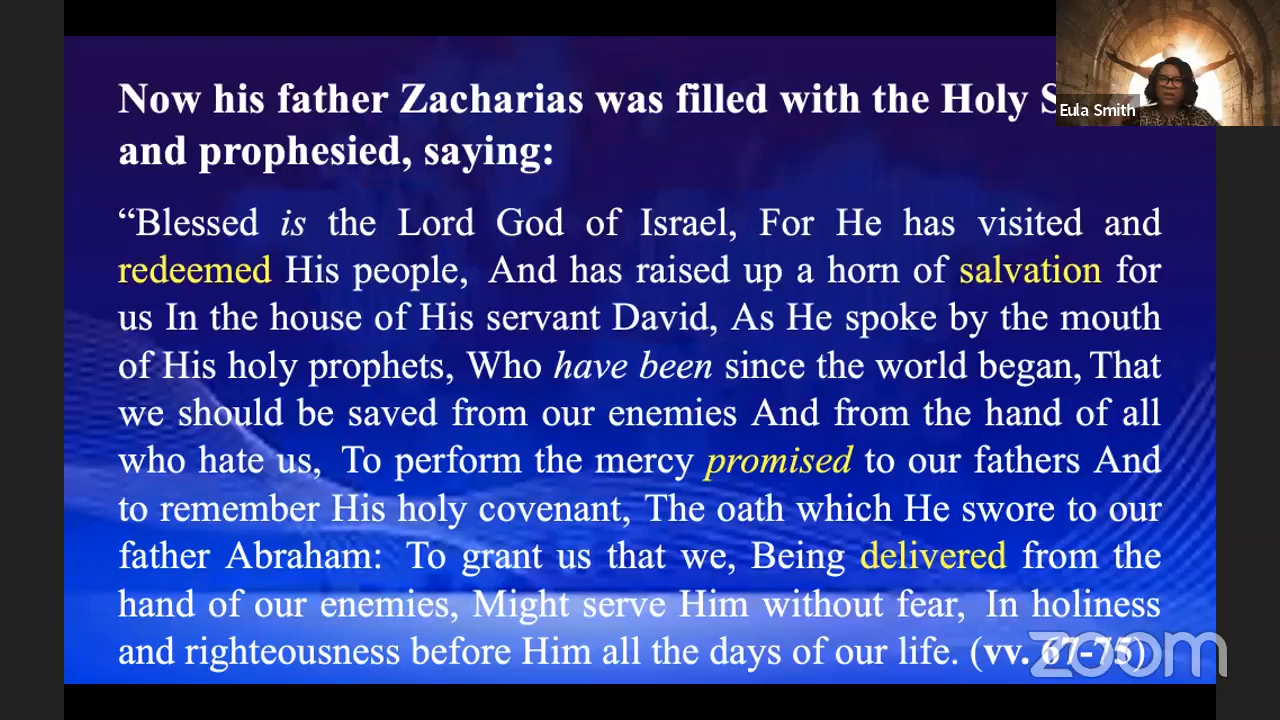 Now his father Zacharias was filled with the Holy
and prophesied, saying:
Eula Smith
“Blessed is the Lord God of Israel, For He has visited and
redeemed His people, And has raised up a horn of salvation for
us In the house of His servant David, As He spoke by the mouth
of His holy prophets, Who have been since the world began, That
we should be saved from our enemies And from the hand of all
who hate us, To perform the mercy promised to our fathers And
to remember His holy covenant, The oath which He swore to our
father Abraham: To grant us that we, Being delivered from the
hand of our enemies, Might serve Him without fear, In holiness
and righteousness before Him all the days of our life. (vv. 67-75)
zoom